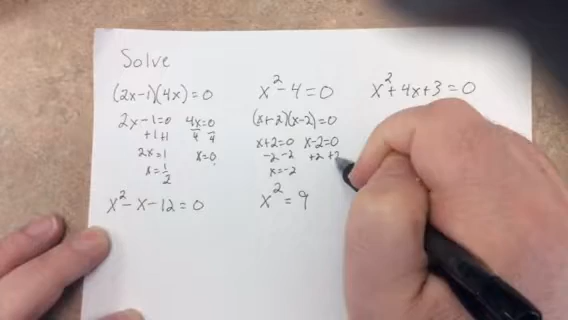 Solve
(2x-1)(4x)=0
2x-1=0 4x=0
+1 +1 4 4
2x=1 x=0
x=1/2
x²-4=0
(x+2)(x-2)=0
x+2=0 x-2=0
-2 -2 +2 +2
x=-2
x²+4x+3=0
x²-x-12=0
x²=9